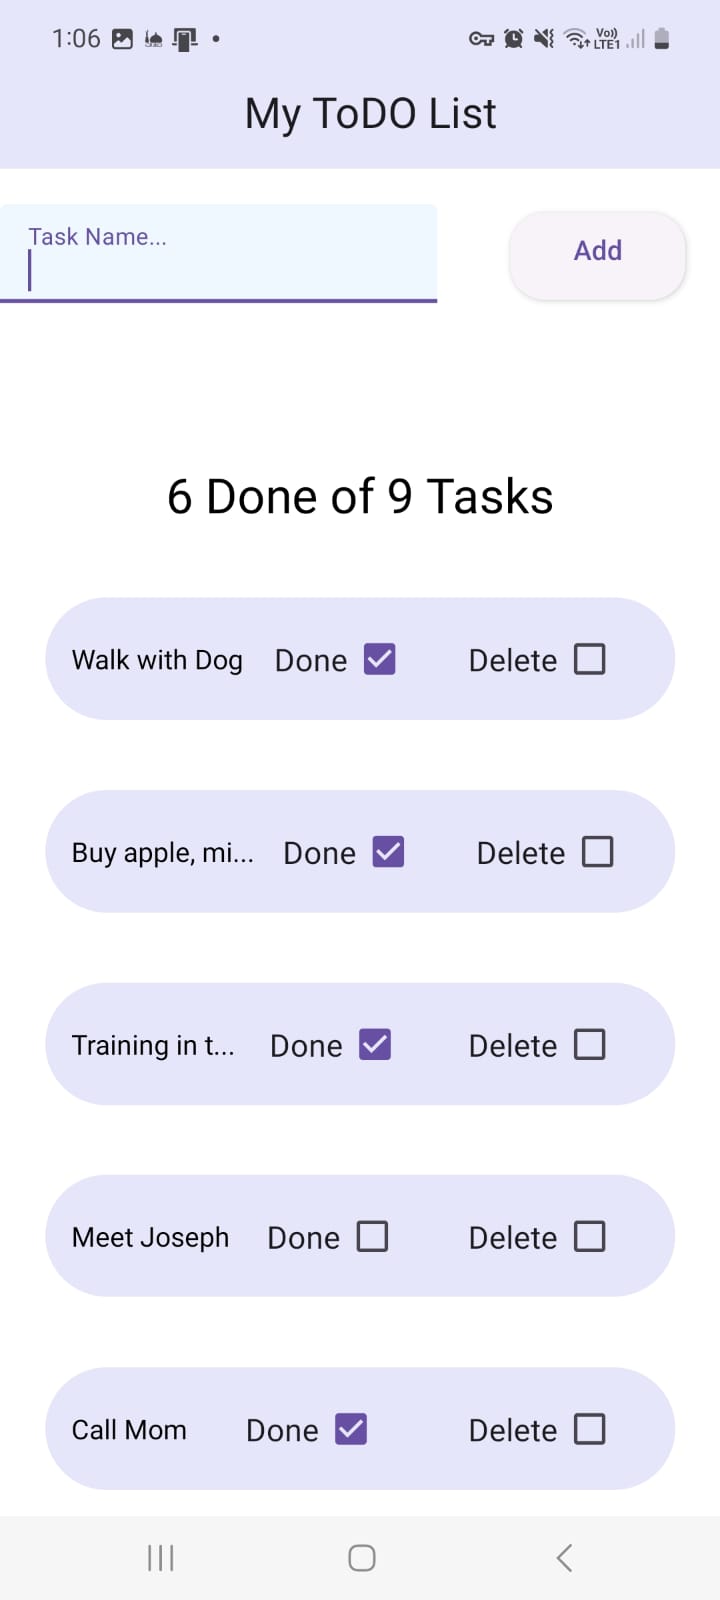 1:06 Vo)) LTE1
My ToDO List
Task Name...
Add
6 Done of 9 Tasks
Walk with Dog Done Delete
Buy apple, mi... Done Delete
Training in t... Done Delete
Meet Joseph Done Delete
Call Mom Done Delete